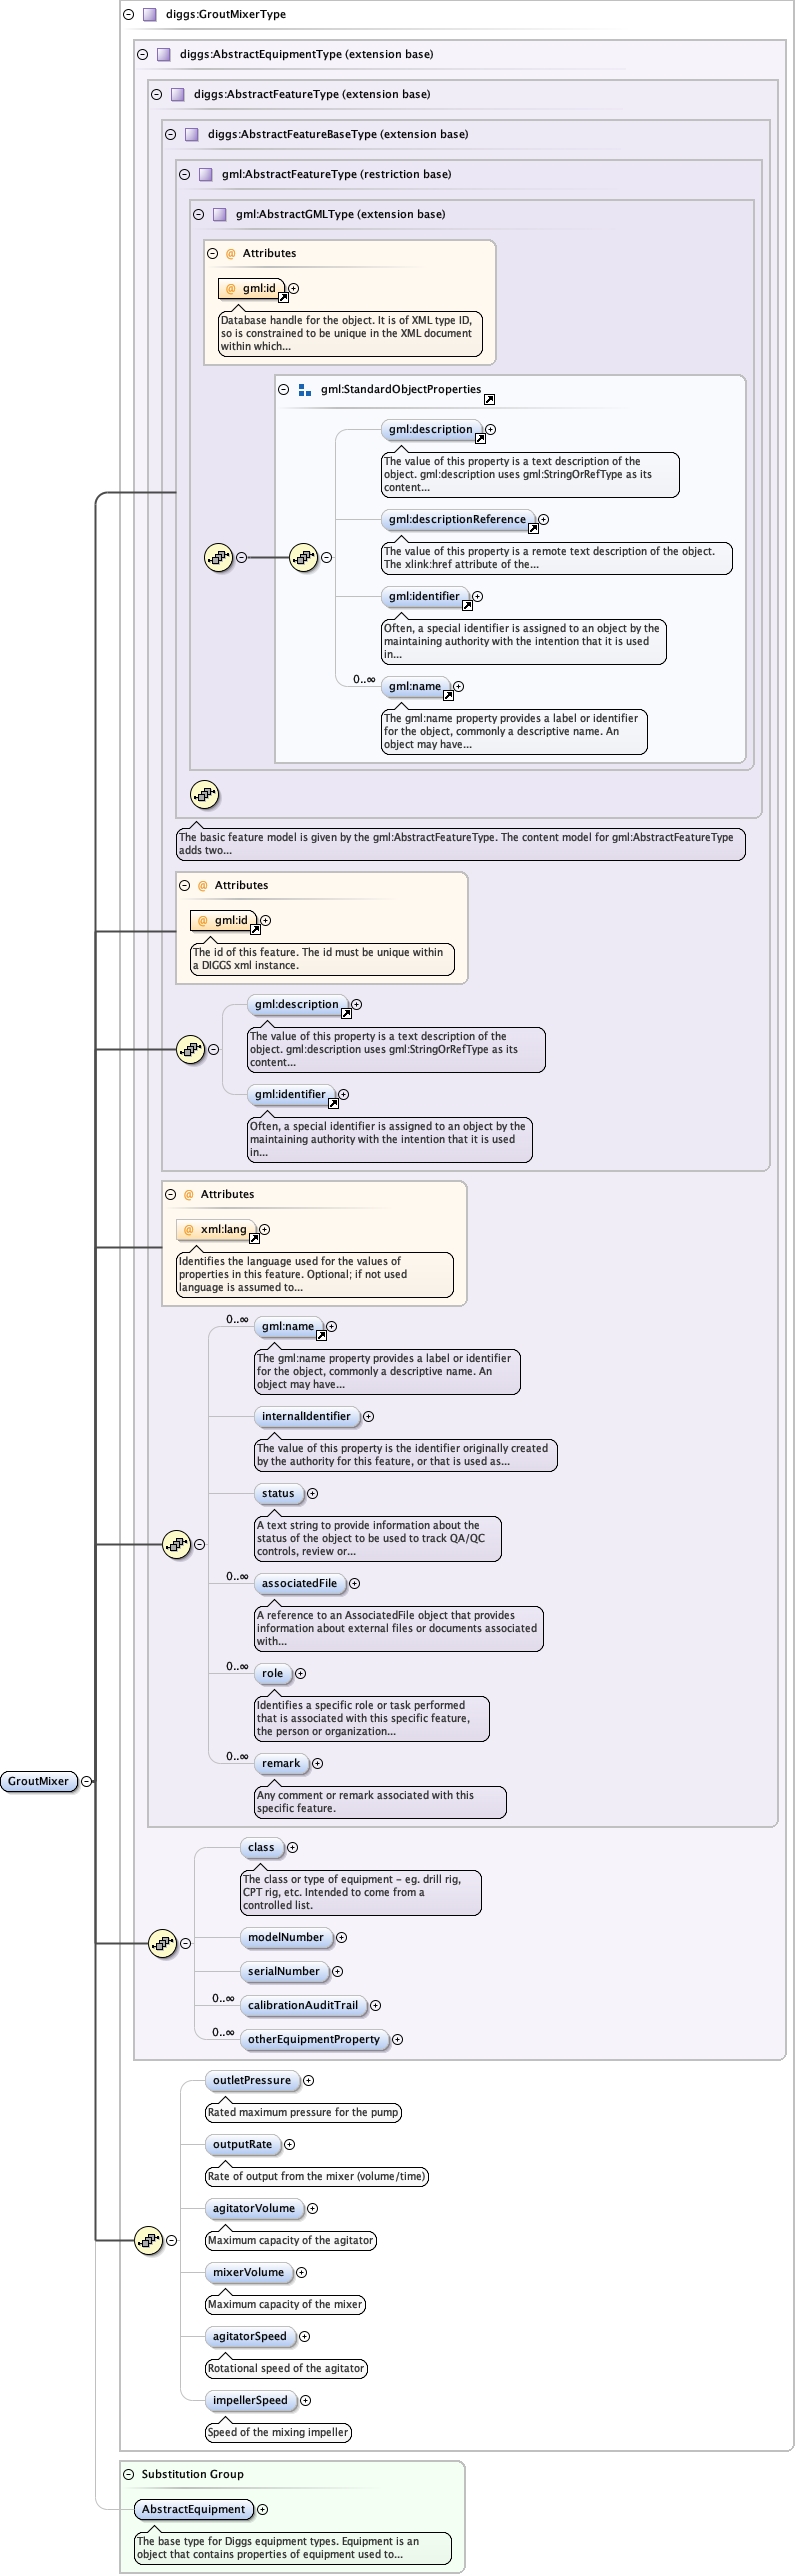 diggs:GroutMixerType
diggs:AbstractEquipmentType (extension base)
diggs:AbstractFeatureType (extension base)
diggs:AbstractFeatureBaseType (extension base)
gml:AbstractFeatureType (restriction base)
gml:AbstractGMLType (extension base)
@ Attributes
@ gml:id
Database handle for the object. It is of XML type ID,
so is constrained to be unique in the XML document
within which...
gml:StandardObjectProperties
gml:description
The value of this property is a text description of the
object. gml:description uses gml:StringOrRefType as its
content...
gml:descriptionReference
The value of this property is a remote text description of the object.
The xlink:href attribute of the...
gml:identifier
Often, a special identifier is assigned to an object by the
maintaining authority with the intention that it is used
in...
0..∞
gml:name
The gml:name property provides a label or identifier
for the object, commonly a descriptive name. An
object may have...
The basic feature model is given by the gml:AbstractFeatureType. The content model for gml:AbstractFeatureType
adds two...
@ Attributes
@ gml:id
The id of this feature. The id must be unique within
a DIGGS xml instance.
gml:description
The value of this property is a text description of the
object. gml:description uses gml:StringOrRefType as its
content...
gml:identifier
Often, a special identifier is assigned to an object by the
maintaining authority with the intention that it is used
in...
@ Attributes
@ xml:lang
Identifies the language used for the values of
properties in this feature. Optional; if not used
language is assumed to...
0..∞
gml:name
The gml:name property provides a label or identifier
for the object, commonly a descriptive name. An
object may have...
internalIdentifier
The value of this property is the identifier originally created
by the authority for this feature, or that is used as...
status
A text string to provide information about the
status of the object to be used to track QA/QC
controls, review or...
0..∞
associatedFile
A reference to an AssociatedFile object that provides
information about external files or documents associated
with...
0..∞
role
Identifies a specific role or task performed
that is associated with this specific feature,
the person or organization...
0..∞
remark
GroutMixer
Any comment or remark associated with this
specific feature.
class
The class or type of equipment - eg. drill rig,
CPT rig, etc. Intended to come from a
controlled list.
modelNumber
serialNumber
0..∞
calibrationAuditTrail
0..∞
otherEquipmentProperty
outletPressure
Rated maximum pressure for the pump
outputRate
Rate of output from the mixer (volume/time)
agitatorVolume
Maximum capacity of the agitator
mixerVolume
Maximum capacity of the mixer
agitatorSpeed
Rotational speed of the agitator
impellerSpeed
Speed of the mixing impeller
Substitution Group
AbstractEquipment
The base type for Diggs equipment types. Equipment is an
object that contains properties of equipment used to...